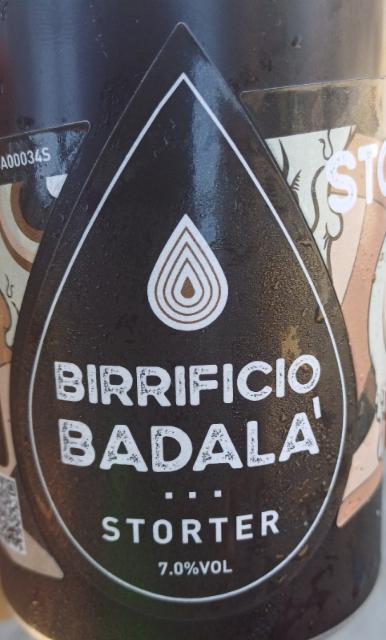 A00034S
STO
BIRRIFICIO
BADALA'
STORTER
7.0%VOL